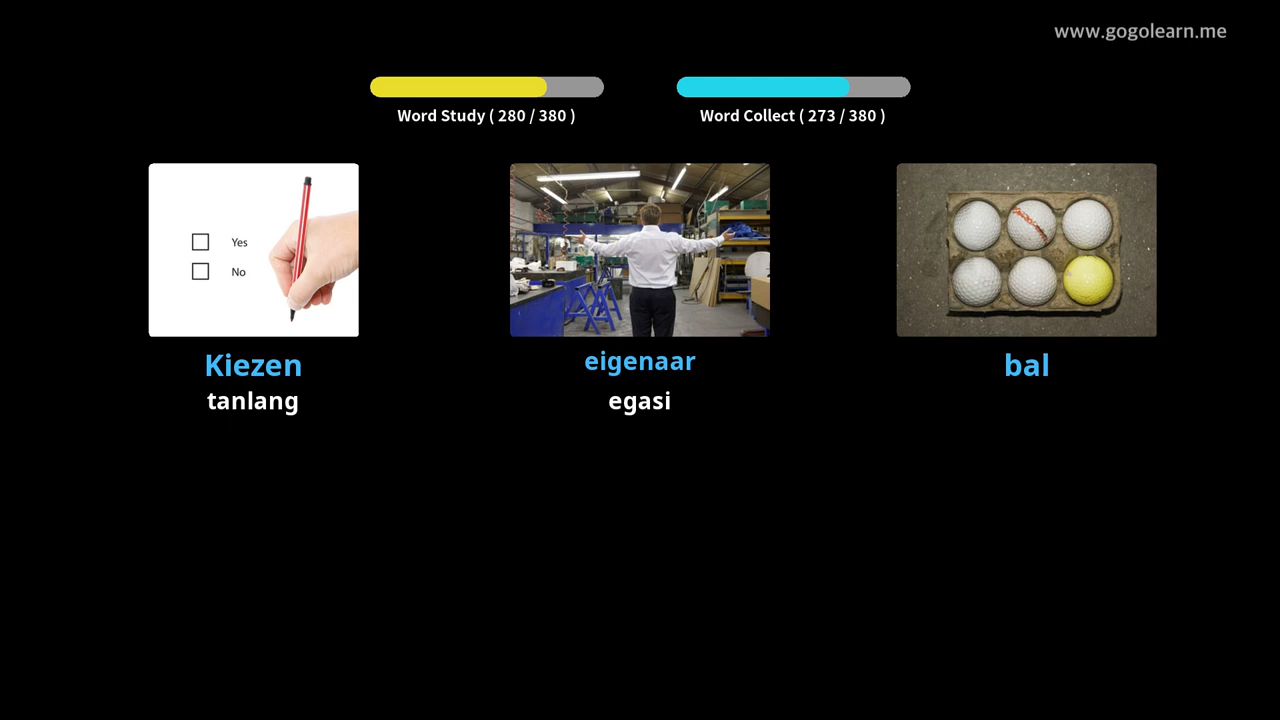 www.gogolearn.me
Word Study ( 280 / 380 )
Word Collect ( 273 / 380 )
Yes
No
Kiezen
tanlang
eigenaar
egasi
bal